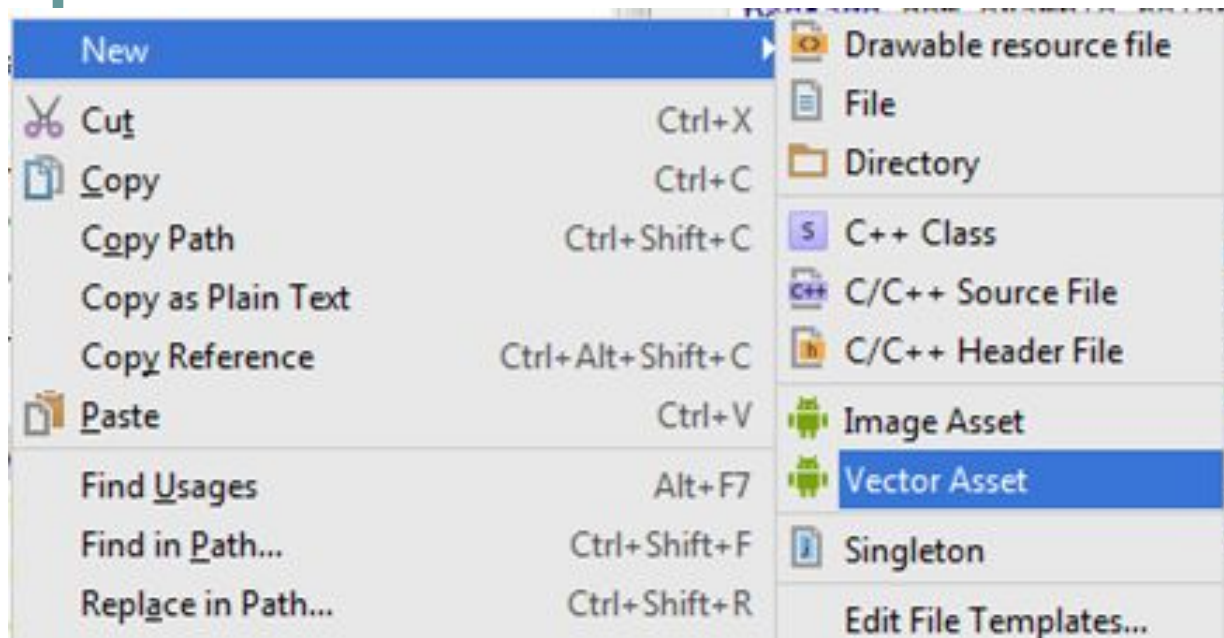 New
Cut Ctrl+X
Copy Ctrl+C
Copy Path Ctrl+Shift+C
Copy as Plain Text
Copy Reference Ctrl+Alt+Shift+C
Paste Ctrl+V
Find Usages Alt+F7
Find in Path... Ctrl+Shift+F
Replace in Path... Ctrl+Shift+R
Drawable resource file
File
Directory
S C++ Class
C++ C/C++ Source File
h C/C++ Header File
Image Asset
Vector Asset
J Singleton
Edit File Templates...